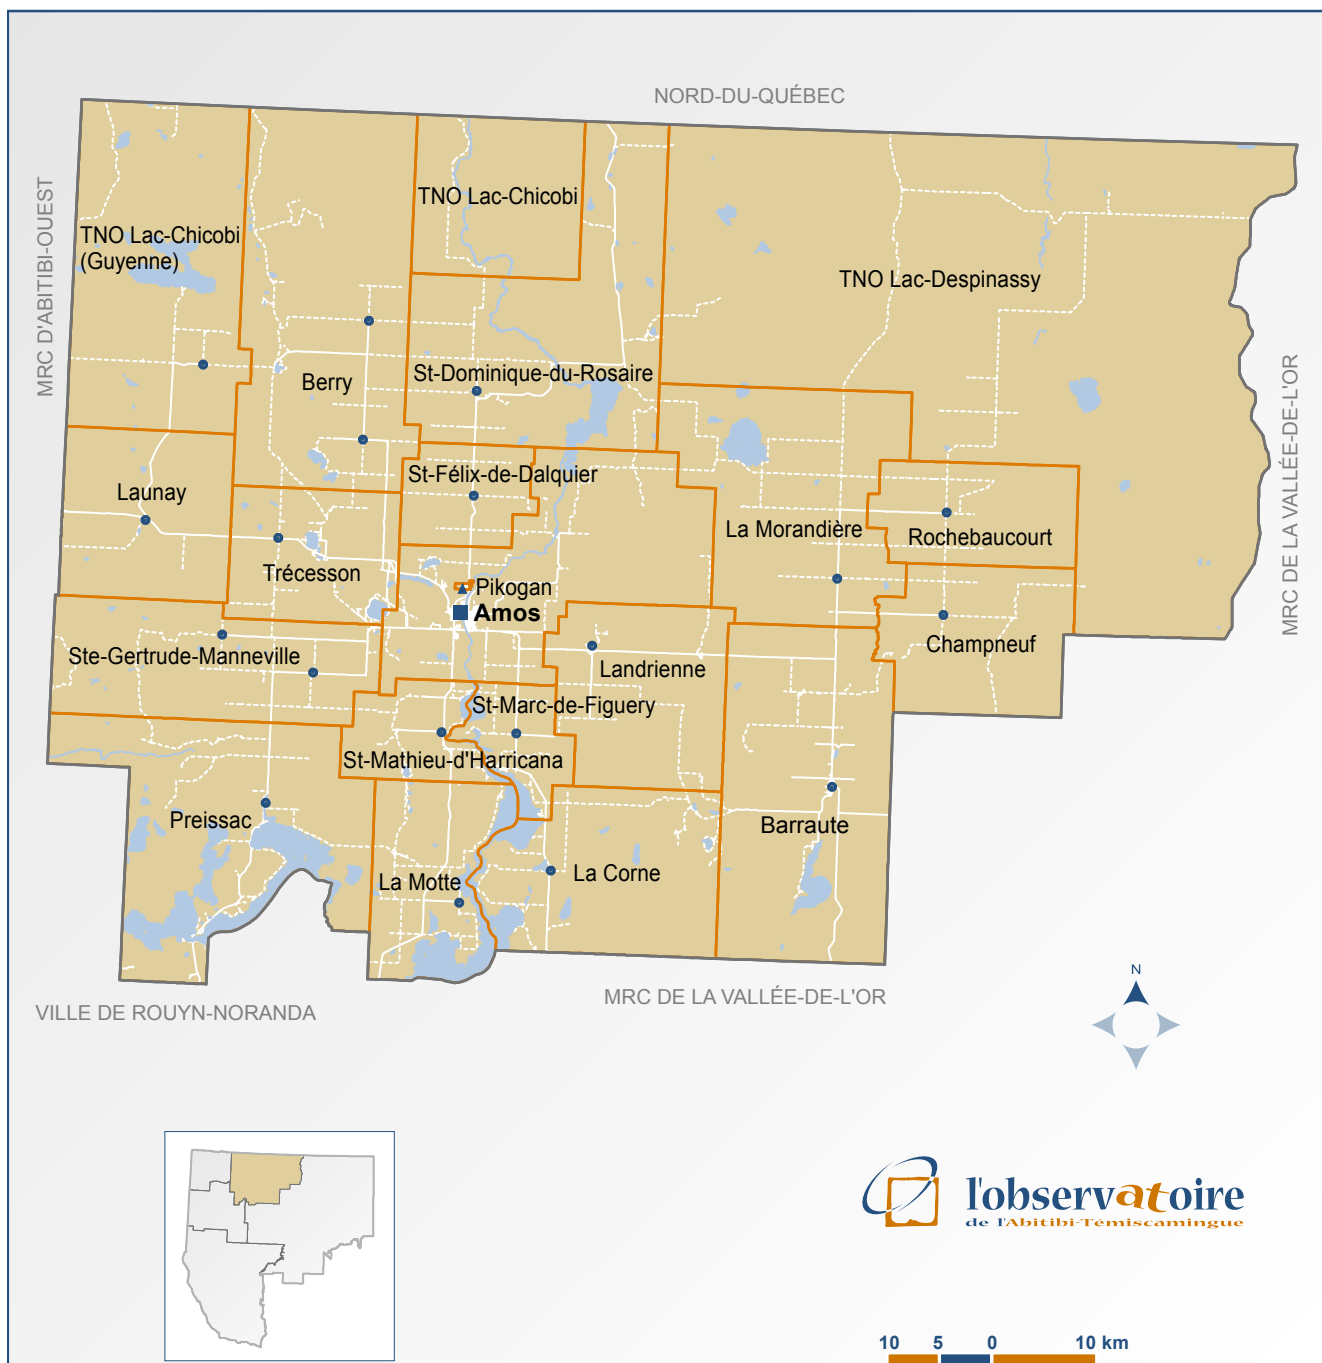 NORD-DU-QUÉBEC
MRC D'ABITIBI-OUEST
TNO Lac-Chicobi
TNO Lac-Chicobi
(Guyenne)
TNO Lac-Despinassy
MRC DE LA VALLÉE-DE-L'OR
Berry
St-Dominique-du-Rosaire
St-Félix-de-Dalquier
Launay
La Morandière
Rochebaucourt
Trécesson
Pikogan
Amos
Champneuf
Ste-Gertrude-Manneville
Landrienne
St-Marc-de-Figuery
St-Mathieu-d'Harricana
Preissac
Barraute
La Motte
La Corne
MRC DE LA VALLÉE-DE-L'OR
VILLE DE ROUYN-NORANDA
N
l'observatoire
de l'Abitibi-Témiscamingue
10 5 0 10 km